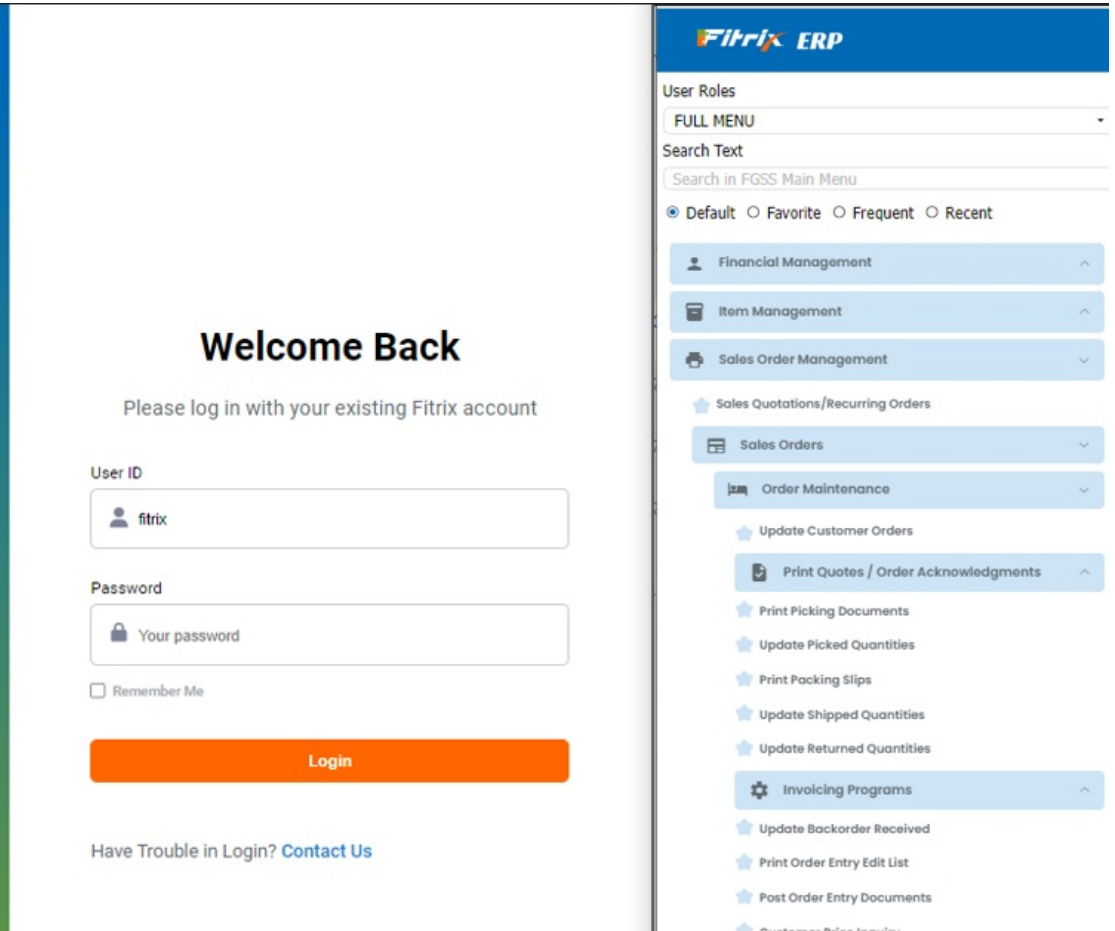 Welcome Back
Please log in with your existing Fitrix account
User ID
fitrix
Password
Your password
Remember Me
Login
Have Trouble in Login? Contact Us
Fitrix ERP
User Roles
FULL MENU
Search Text
Search in FGSS Main Menu
Default Favorite Frequent Recent
Financial Management
Item Management
Sales Order Management
Sales Quotations/Recurring Orders
Sales Orders
Order Maintenance
Update Customer Orders
Print Quotes / Order Acknowledgments
Print Picking Documents
Update Picked Quantities
Print Packing Slips
Update Shipped Quantities
Update Returned Quantities
Invoicing Programs
Update Backorder Received
Print Order Entry Edit List
Post Order Entry Documents
Customer Price Inquiry